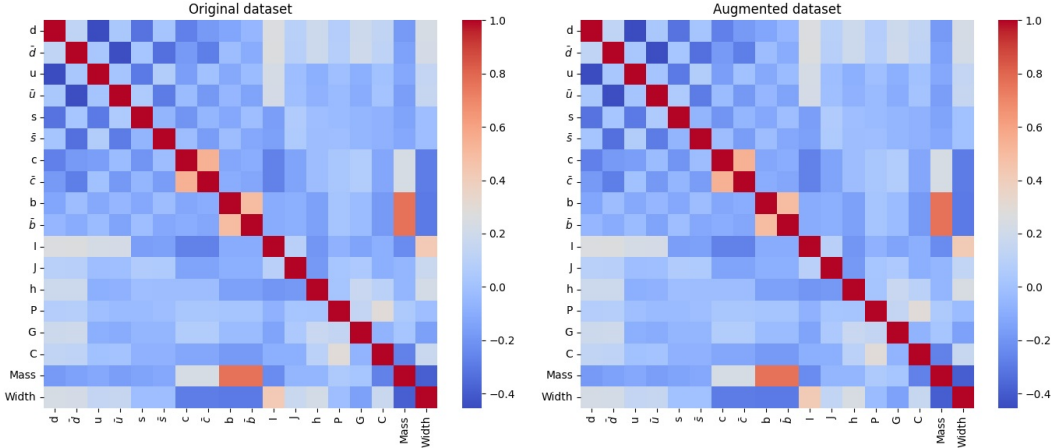 Original dataset
d
d̄
u
ū
s
s̄
c
c̄
b
b̄
I
J
h
P
G
C
Mass
Width
d
d̄
u
ū
s
s̄
c
c̄
b
b̄
I
J
h
P
G
C
Mass
Width
1.0
0.8
0.6
0.4
0.2
0.0
−0.2
−0.4
Augmented dataset
d
d̄
u
ū
s
s̄
c
c̄
b
b̄
I
J
h
P
G
C
Mass
Width
d
d̄
u
ū
s
s̄
c
c̄
b
b̄
I
J
h
P
G
C
Mass
Width
1.0
0.8
0.6
0.4
0.2
0.0
−0.2
−0.4